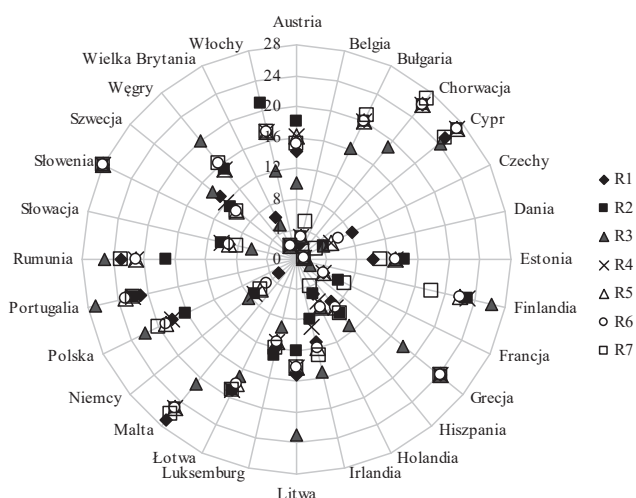 Austria
Belgia
Bułgaria
Chorwacja
Cypr
Czechy
Dania
Estonia
Finlandia
Francja
Grecja
Hiszpania
Holandia
Irlandia
Litwa
Luksemburg
Łotwa
Malta
Niemcy
Polska
Portugalia
Rumunia
Słowacja
Słowenia
Szwecja
Węgry
Wielka Brytania
Włochy
28
24
20
16
12
8
4
0
R1
R2
R3
R4
R5
R6
R7